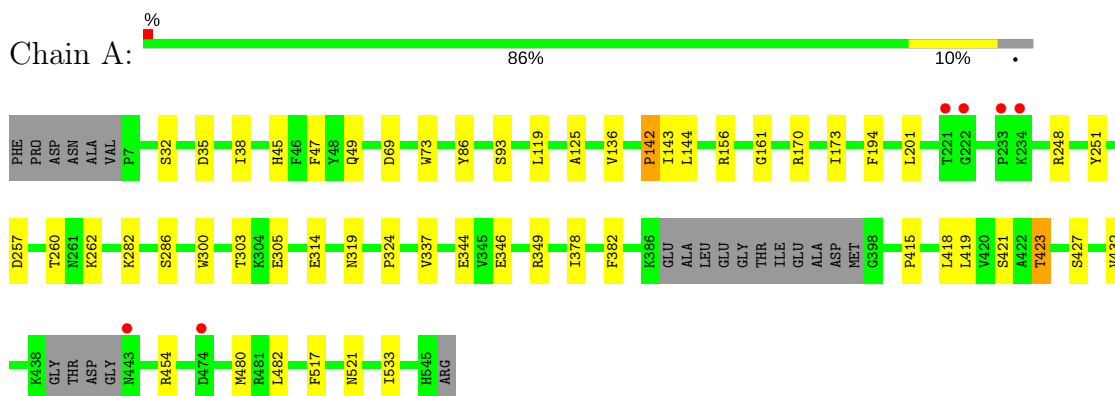 %
Chain A:
86% 10% •
PHE PRO ASP ASN ALA VAL P7 S32 D35 I38 H45 F46 F47 Y48 Q49 D69 W73 Y86 S93 L119 A125 V136 P142 I143 L144 R156 G161 R170 I173 F194 L201 T221 G222 P233 K234 R248 Y251
D257 T260 N261 K262 K282 S286 W300 T303 K304 E305 E314 N319 P324 V337 E344 V345 E346 R349 I378 F382 K386 GLU ALA LEU GLU GLY THR ILE GLU ALA ASP MET G398 P415 L418 L419 V420 S421 A422 T423 S427 V432
K438 GLY THR ASP GLY N443 R454 D474 M480 R481 L482 F517 N521 I533 H545 ARG